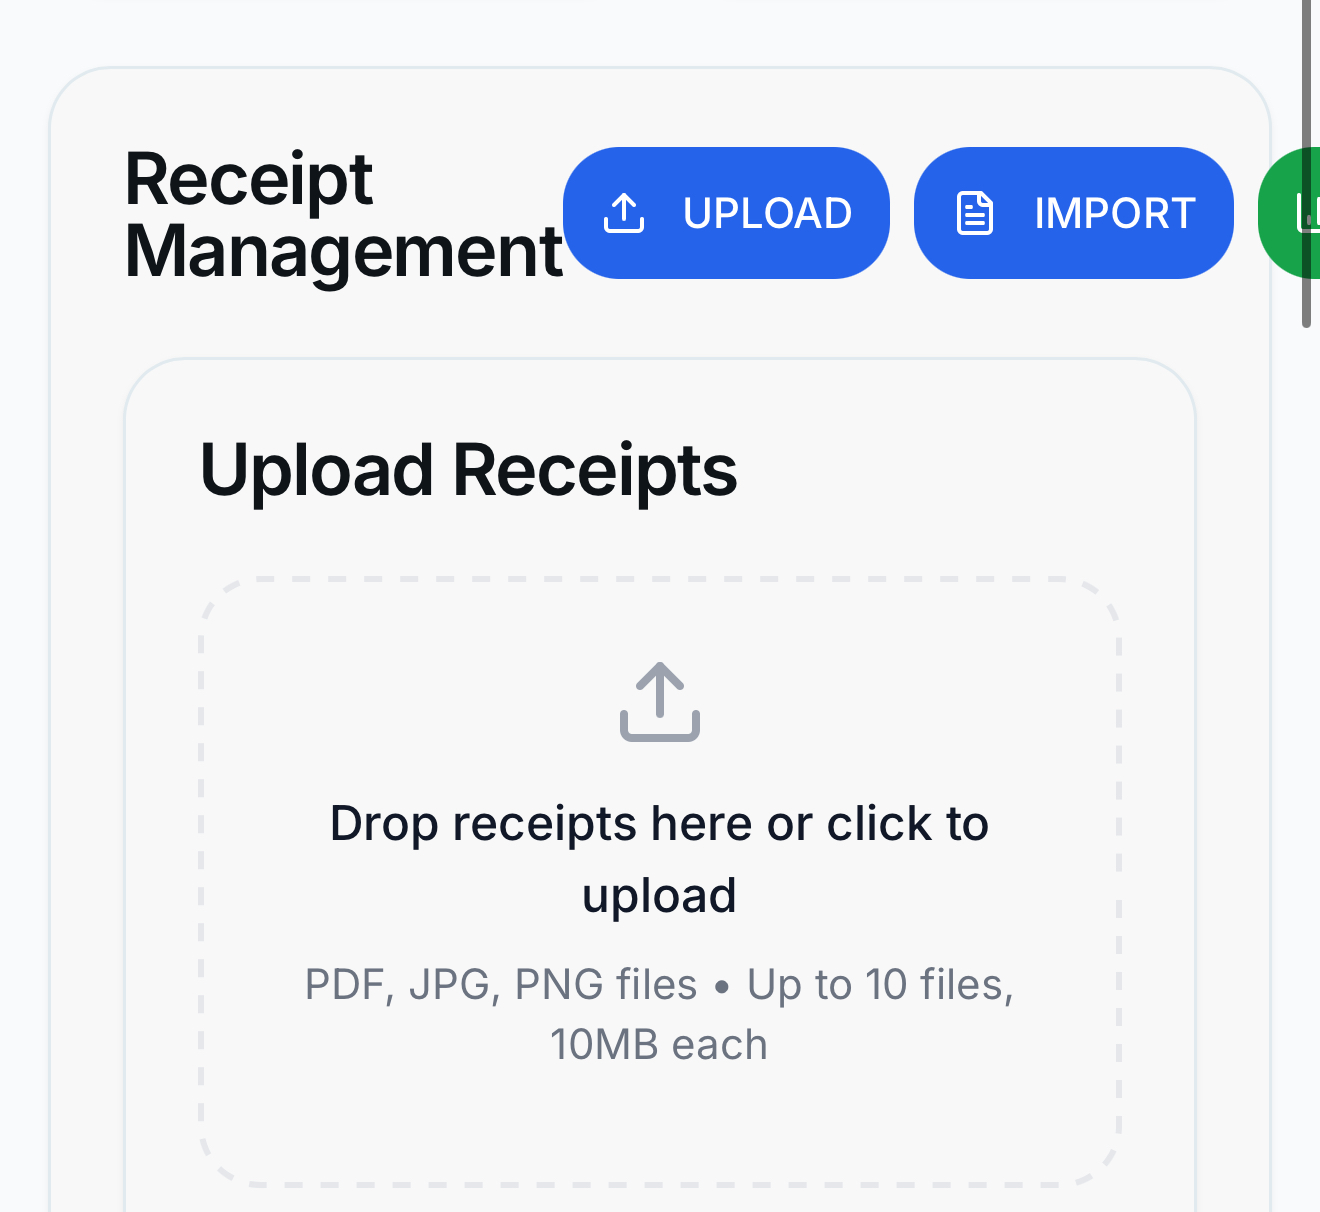 Receipt
Management
UPLOAD
IMPORT
Upload Receipts
Drop receipts here or click to
upload
PDF, JPG, PNG files • Up to 10 files,
10MB each